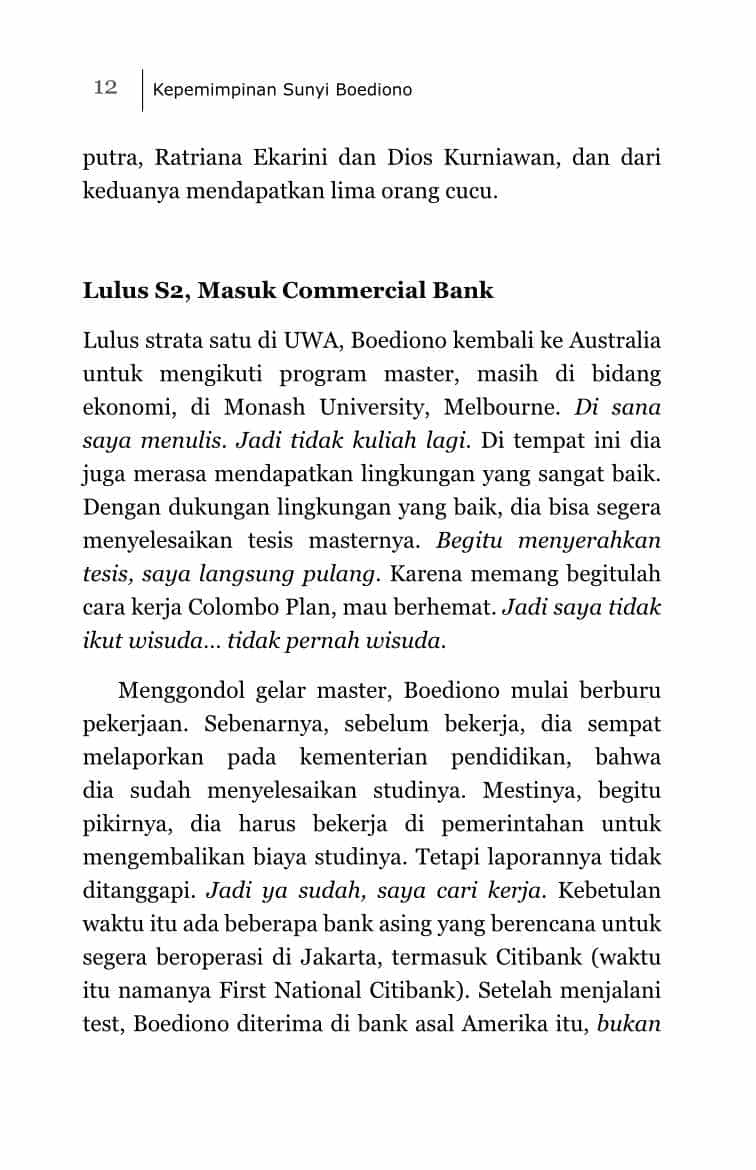 12
Kepemimpinan Sunyi Boediono
putra, Ratriana Ekarini dan Dios Kurniawan, dan dari
keduanya mendapatkan lima orang cucu.
Lulus S2, Masuk Commercial Bank
Lulus strata satu di UWA, Boediono kembali ke Australia
untuk mengikuti program master, masih di bidang
ekonomi, di Monash University, Melbourne. Di sana
saya menulis. Jadi tidak kuliah lagi. Di tempat ini dia
juga merasa mendapatkan lingkungan yang sangat baik.
Dengan dukungan lingkungan yang baik, dia bisa segera
menyelesaikan tesis masternya. Begitu menyerahkan
tesis, saya langsung pulang. Karena memang begitulah
cara kerja Colombo Plan, mau berhemat. Jadi saya tidak
ikut wisuda... tidak pernah wisuda.
Menggondol gelar master, Boediono mulai berburu
pekerjaan. Sebenarnya, sebelum bekerja, dia sempat
melaporkan pada kementerian pendidikan, bahwa
dia sudah menyelesaikan studinya. Mestinya, begitu
pikirnya, dia harus bekerja di pemerintahan untuk
mengembalikan biaya studinya. Tetapi laporannya tidak
ditanggapi. Jadi ya sudah, saya cari kerja. Kebetulan
waktu itu ada beberapa bank asing yang berencana untuk
segera beroperasi di Jakarta, termasuk Citibank (waktu
itu namanya First National Citibank). Setelah menjalani
test, Boediono diterima di bank asal Amerika itu, bukan